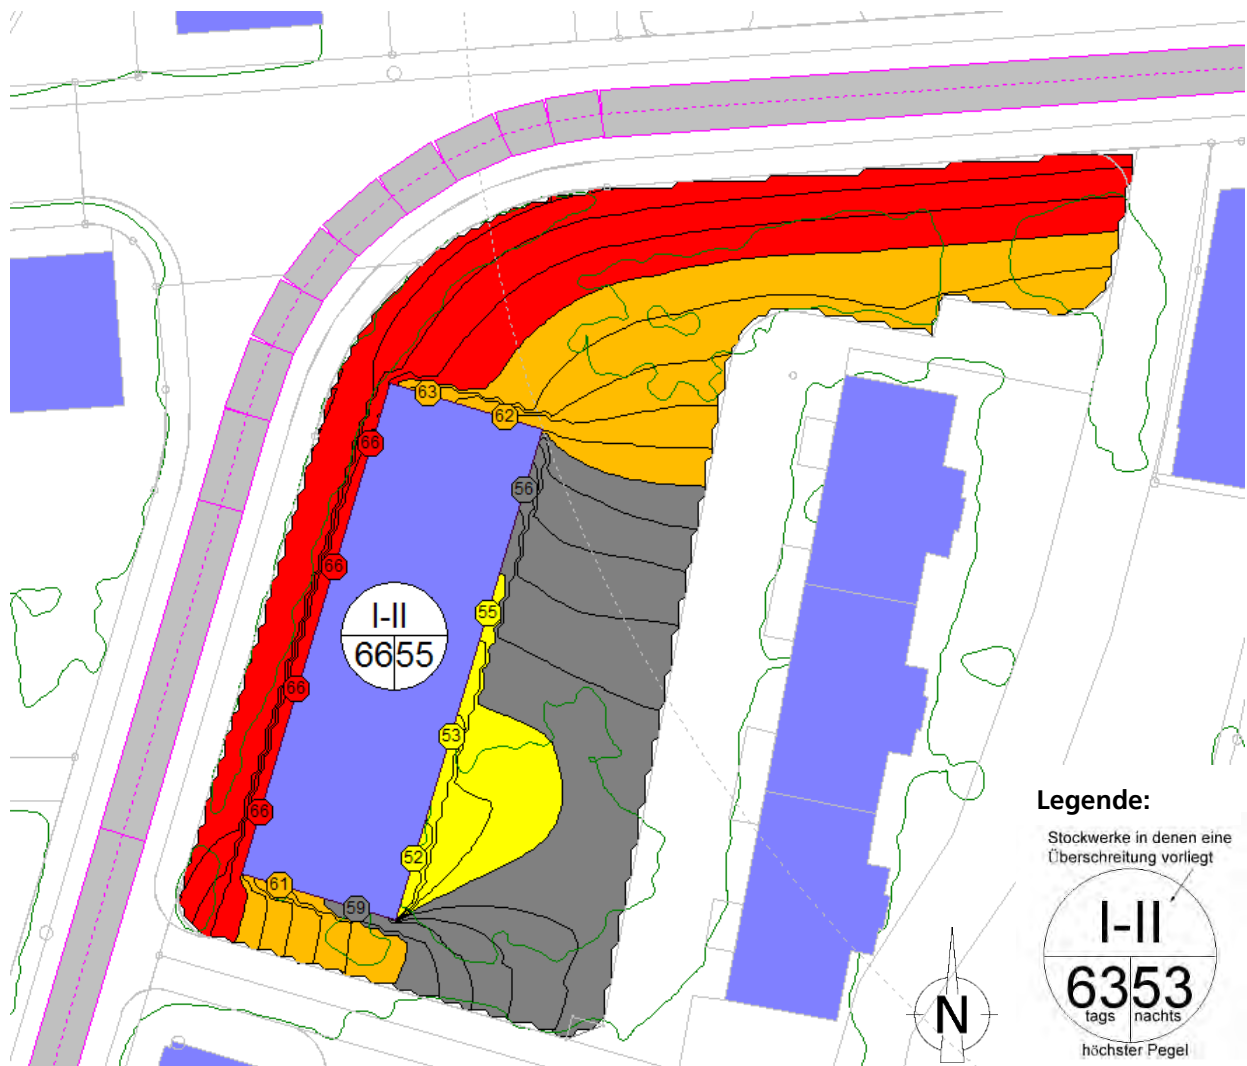 63
62
66
56
66
I-II
66 55
55
66
53
66
52
61
59
Legende:
Stockwerke in denen eine
Überschreitung vorliegt
I-II
63 53
tags nachts
höchster Pegel
N